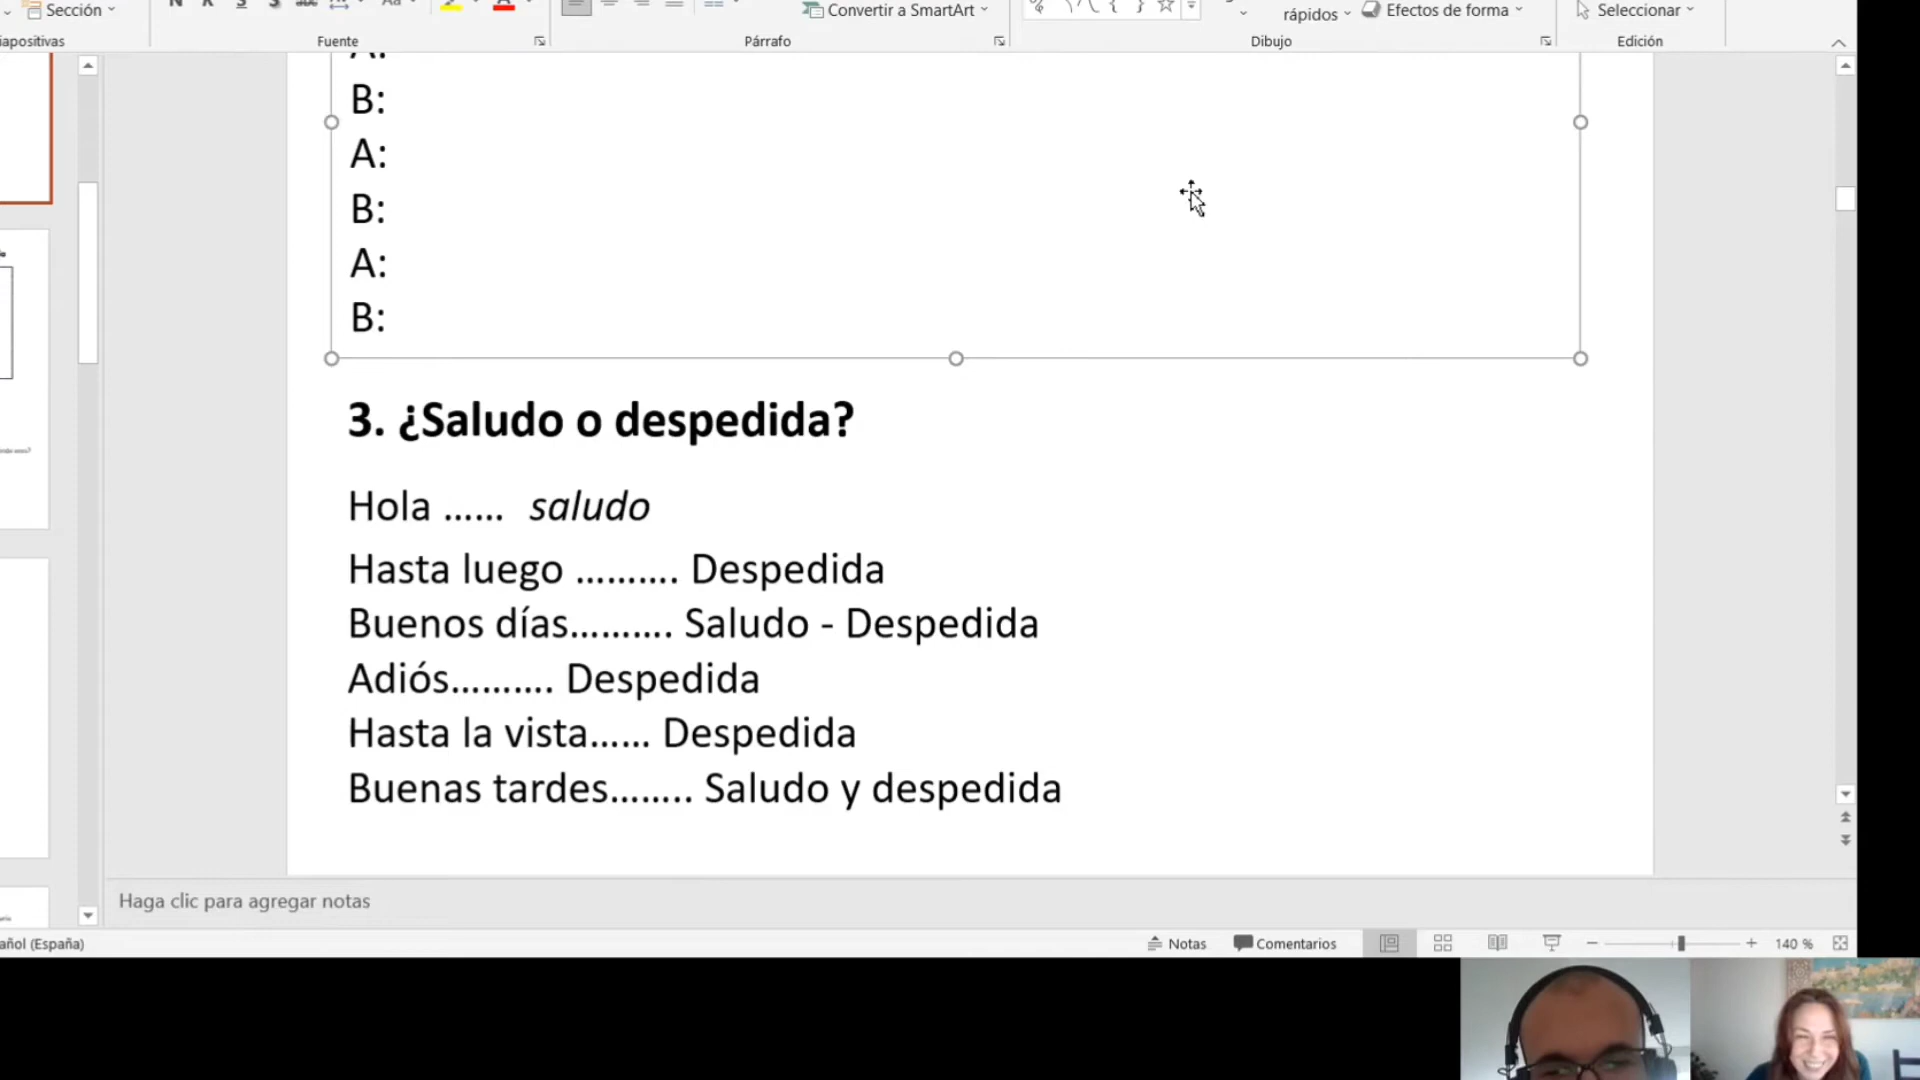 Sección
Convertir a SmartArt
rápidos
Efectos de forma
Seleccionar
iapositivas
Fuente
Párrafo
Dibujo
Edición
A:
B:
A:
B:
A:
B:
3. ¿Saludo o despedida?
Hola ...... saludo
Hasta luego .......... Despedida
Buenos días.......... Saludo - Despedida
Adiós.......... Despedida
Hasta la vista...... Despedida
Buenas tardes........ Saludo y despedida
Haga clic para agregar notas
añol (España)
Notas
Comentarios
140 %